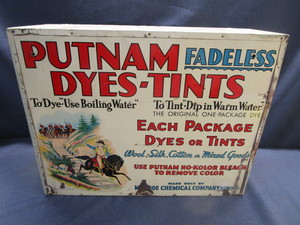 PUTNAM FADELESS
DYES-TINTS
"To Dye-Use Boiling Water" "To Tint-Dip in Warm Water"
THE ORIGINAL ONE-PACKAGE DYE
EACH PACKAGE
DYES OR TINTS
Wool, Silk, Cotton or Mixed Goods
USE PUTNAM NO-KOLOR BLEACH
TO REMOVE COLOR
MADE ONLY BY
CHEMICAL COMPANY